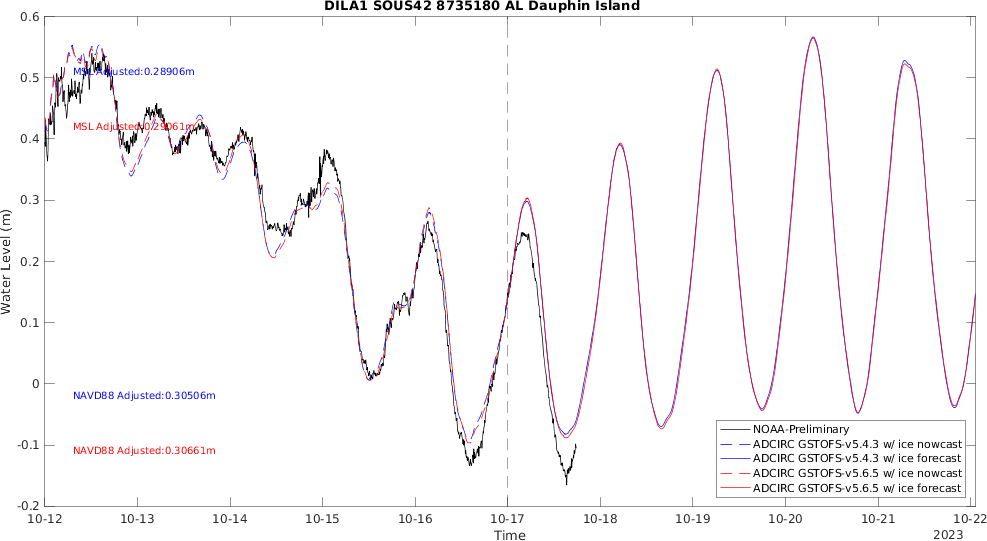 DILA1 SOUS42 8735180 AL Dauphin Island
0.6
0.5
0.4
0.3
0.2
0.1
0
-0.1
-0.2
Water Level (m)
MSL Adjusted:0.28906m
MSL Adjusted:0.29061m
NAVD88 Adjusted:0.30506m
NAVD88 Adjusted:0.30661m
NOAA-Preliminary
ADCIRC GSTOFS-v5.4.3 w/ ice nowcast
ADCIRC GSTOFS-v5.4.3 w/ ice forecast
ADCIRC GSTOFS-v5.6.5 w/ ice nowcast
ADCIRC GSTOFS-v5.6.5 w/ ice forecast
10-12 10-13 10-14 10-15 10-16 10-17 10-18 10-19 10-20 10-21 10-22
Time
2023